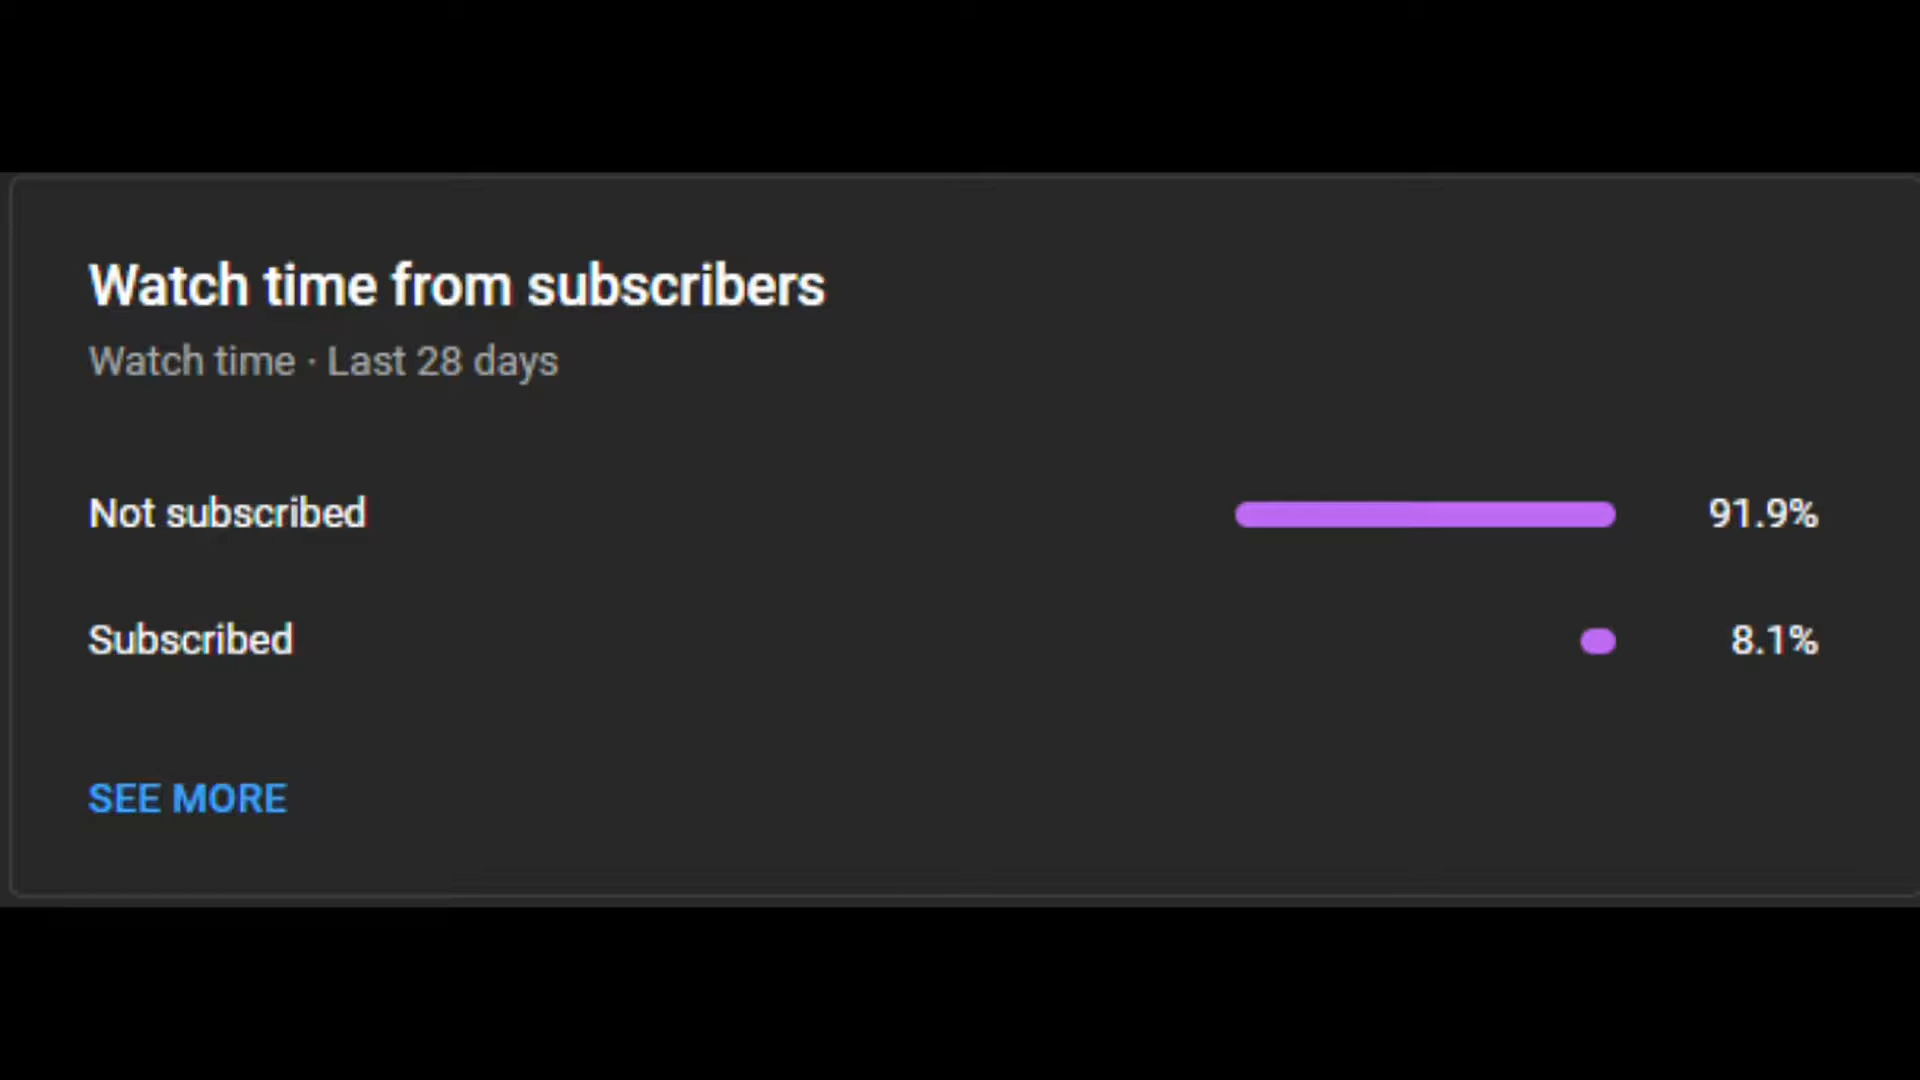 Watch time from subscribers
Watch time · Last 28 days
Not subscribed 91.9%
Subscribed 8.1%
SEE MORE